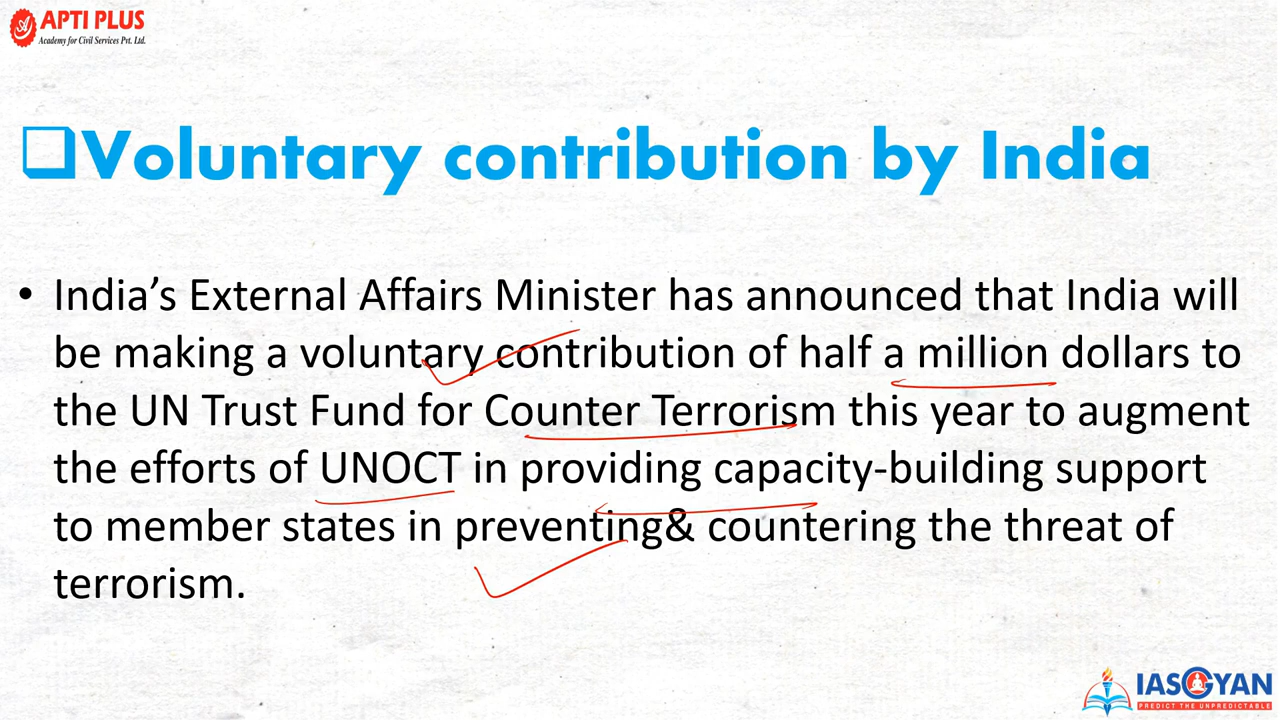 APTI PLUS
Academy for Civil Services Pvt. Ltd.
❑Voluntary contribution by India
• India’s External Affairs Minister has announced that India will
be making a voluntary contribution of half a million dollars to
the UN Trust Fund for Counter Terrorism this year to augment
the efforts of UNOCT in providing capacity-building support
to member states in preventing& countering the threat of
terrorism.
IASGYAN
PREDICT THE UNPREDICTABLE